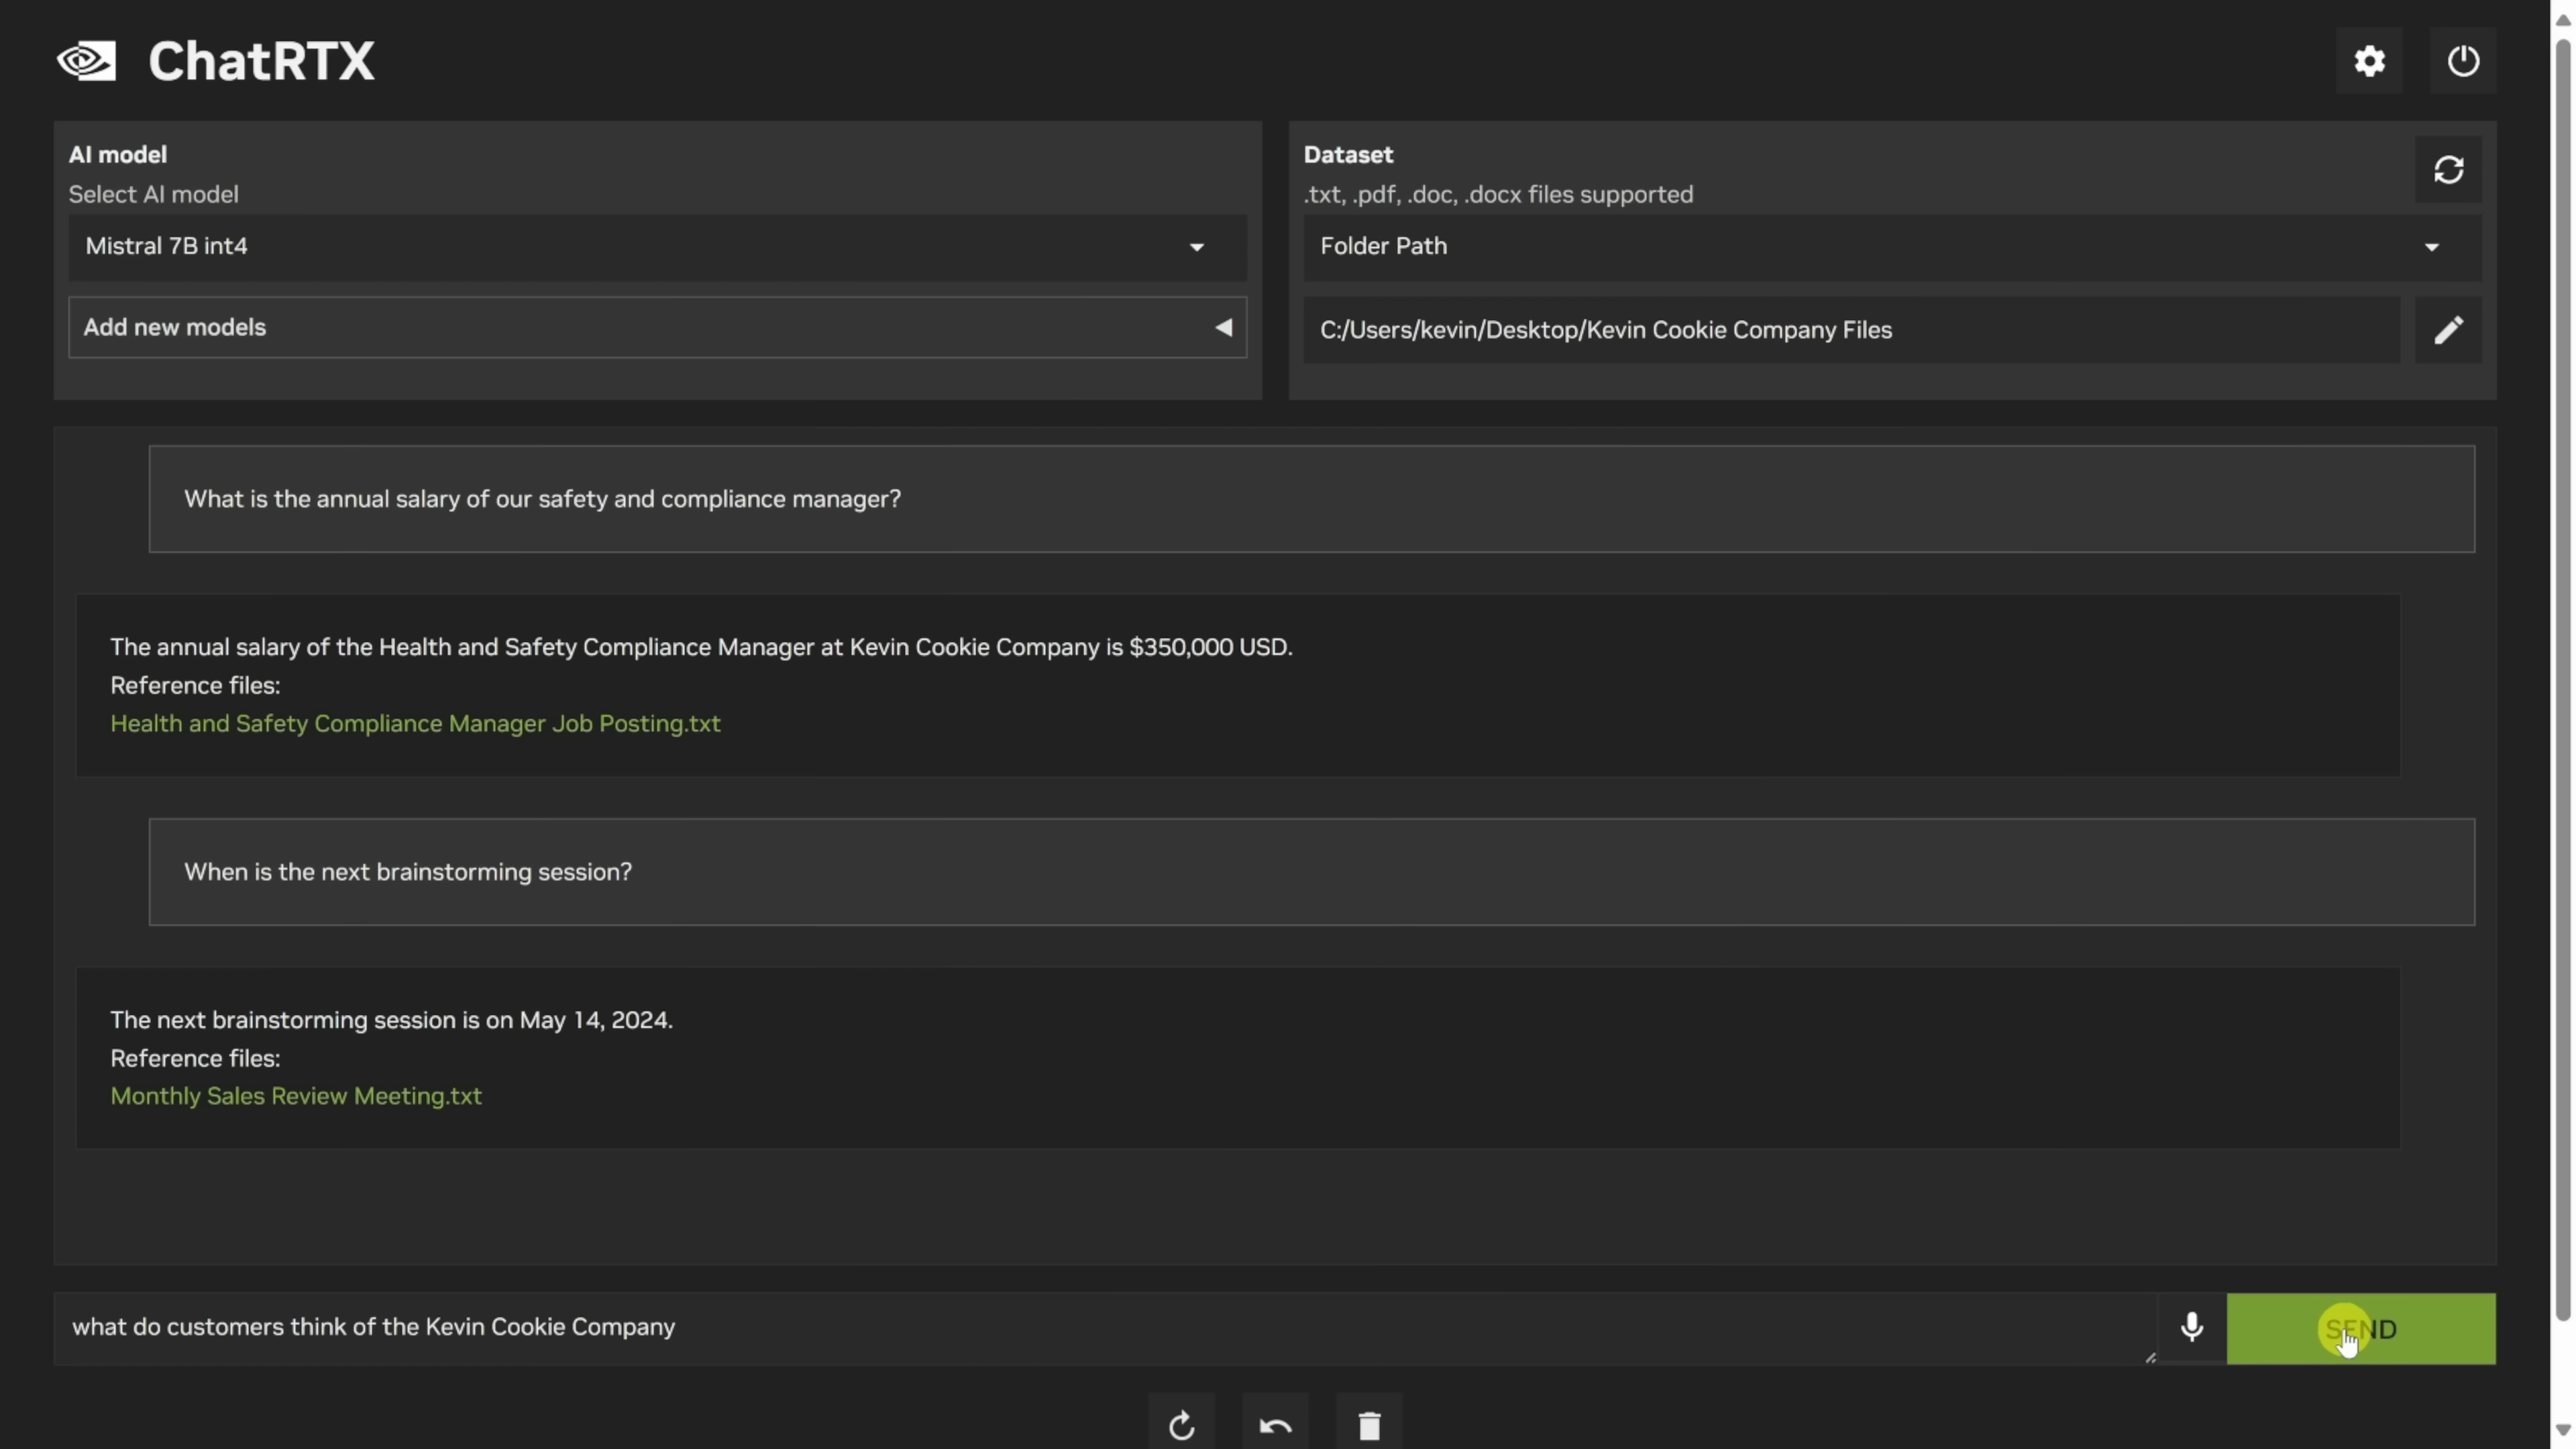 ChatRTX
AI model
Select AI model
Mistral 7B int4
Add new models
Dataset
.txt, .pdf, .doc, .docx files supported
Folder Path
C:/Users/kevin/Desktop/Kevin Cookie Company Files
What is the annual salary of our safety and compliance manager?
The annual salary of the Health and Safety Compliance Manager at Kevin Cookie Company is $350,000 USD.
Reference files:
Health and Safety Compliance Manager Job Posting.txt
When is the next brainstorming session?
The next brainstorming session is on May 14, 2024.
Reference files:
Monthly Sales Review Meeting.txt
what do customers think of the Kevin Cookie Company
SEND